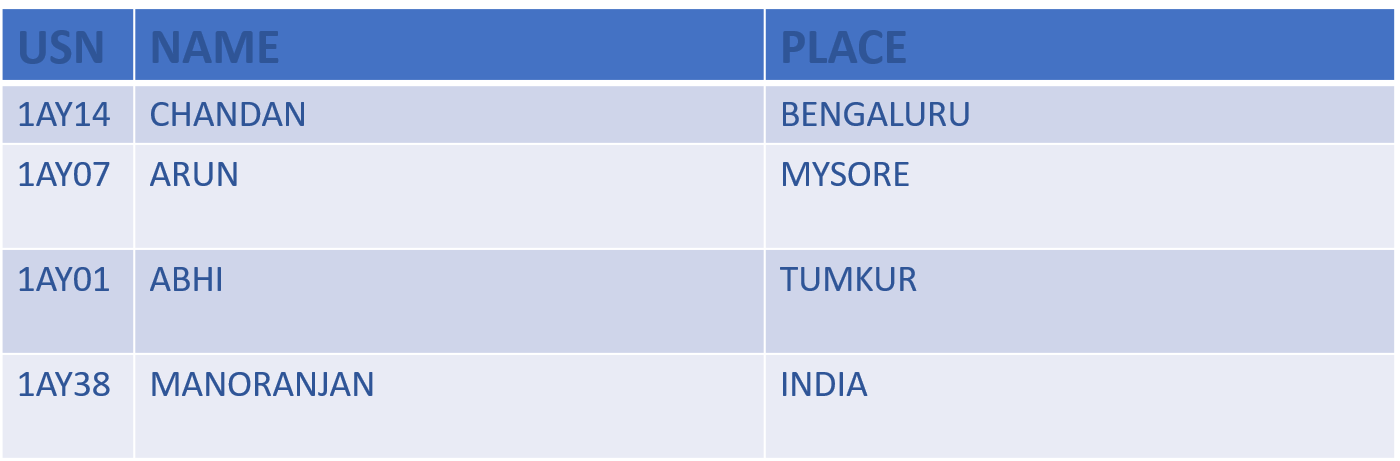 USN NAME PLACE
1AY14 CHANDAN BENGALURU
1AY07 ARUN MYSORE
1AY01 ABHI TUMKUR
1AY38 MANORANJAN INDIA